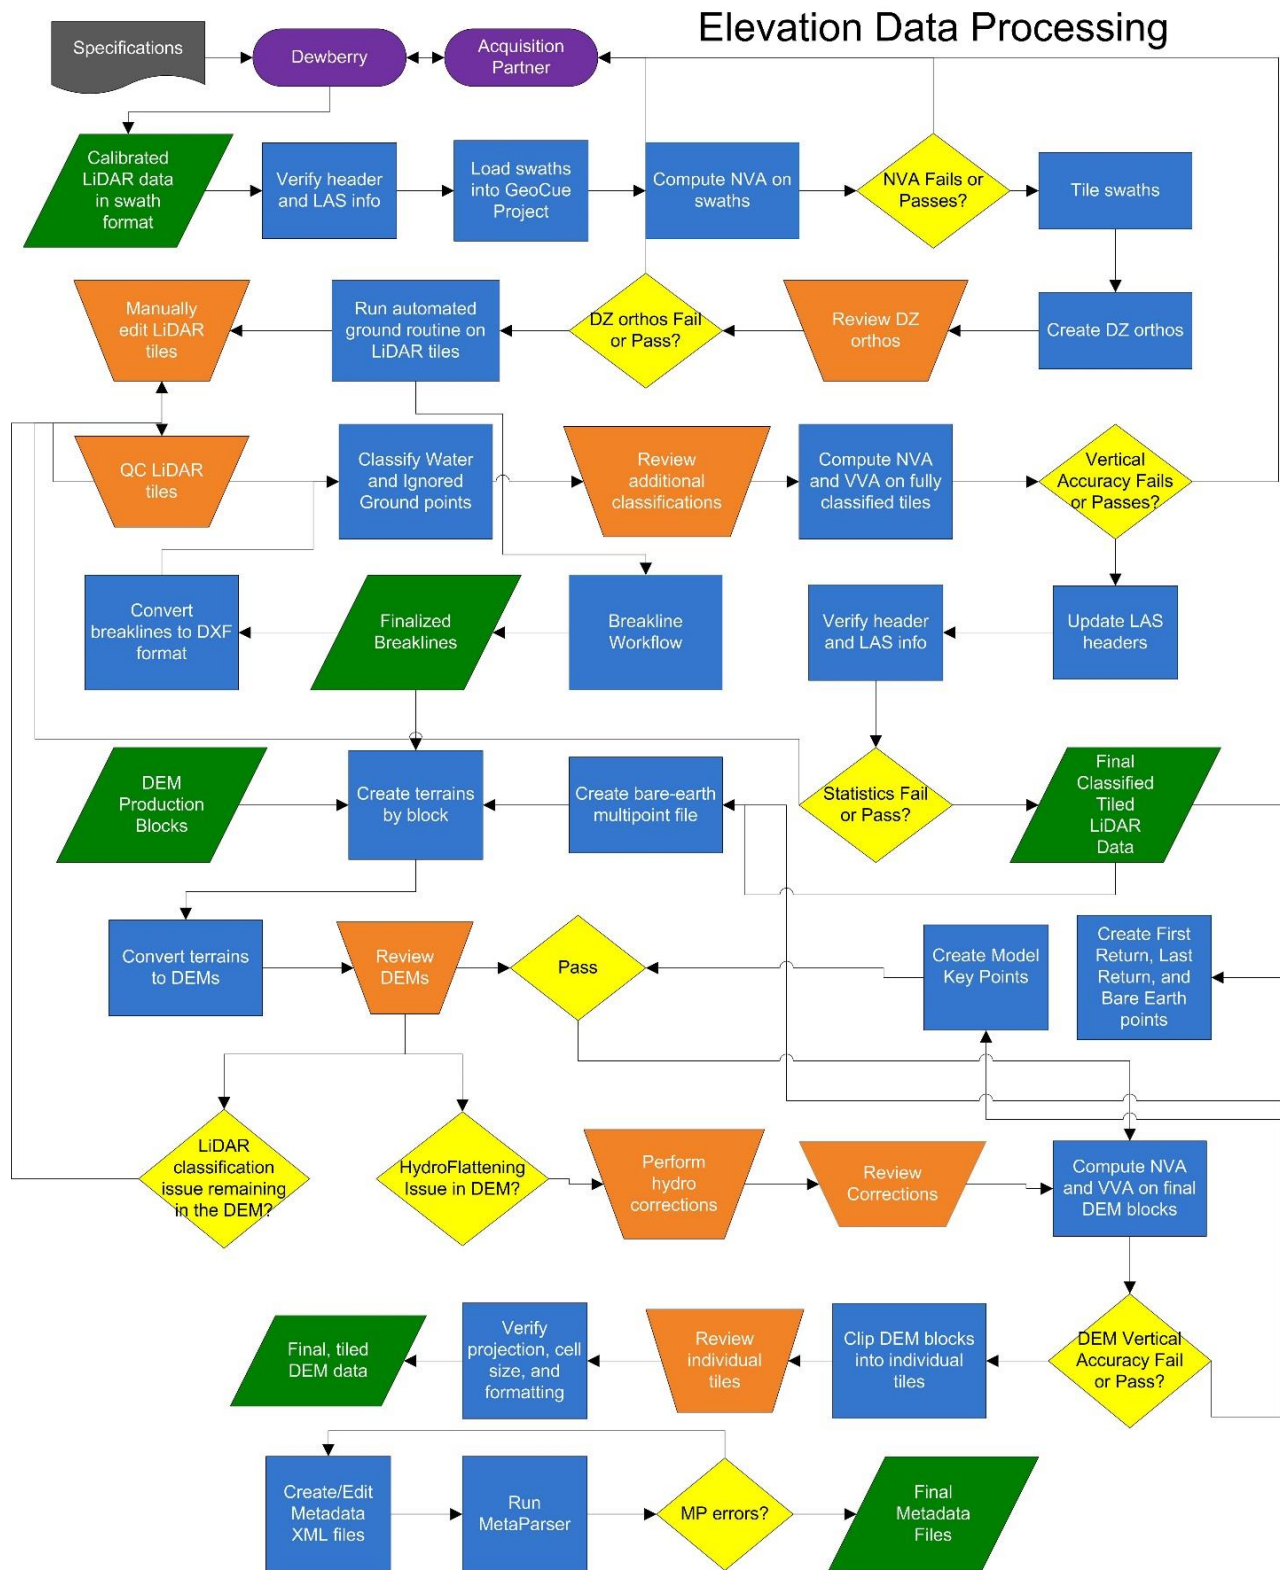 Elevation Data Processing
Specifications
Dewberry
Acquisition
Partner
Calibrated
LiDAR data
in swath
format
Verify header
and LAS info
Load swaths
into GeoCue
Project
Compute NVA on
swaths
NVA Fails or
Passes?
Tile swaths
Manually
edit LiDAR
tiles
Run automated
ground routine on
LiDAR tiles
DZ orthos Fail
or Pass?
Review DZ
orthos
Create DZ orthos
QC LiDAR
tiles
Classify Water
and Ignored
Ground points
Review
additional
classifications
Compute NVA
and VVA on fully
classified tiles
Vertical
Accuracy Fails
or Passes?
Convert
breaklines to DXF
format
Finalized
Breaklines
Breakline
Workflow
Verify header
and LAS info
Update LAS
headers
DEM
Production
Blocks
Create terrains
by block
Create bare-earth
multipoint file
Statistics Fail
or Pass?
Final
Classified
Tiled
LiDAR
Data
Convert terrains
to DEMs
Review
DEMs
Pass
Create Model
Key Points
Create First
Return, Last
Return, and
Bare Earth
points
LiDAR
classification
issue remaining
in the DEM?
HydroFlattening
Issue in DEM?
Perform
hydro
corrections
Review
Corrections
Compute NVA
and VVA on final
DEM blocks
Final, tiled
DEM data
Verify
projection, cell
size, and
formatting
Review
individual
tiles
Clip DEM blocks
into individual
tiles
DEM Vertical
Accuracy Fail
or Pass?
Create/Edit
Metadata
XML files
Run
MetaParser
MP errors?
Final
Metadata
Files